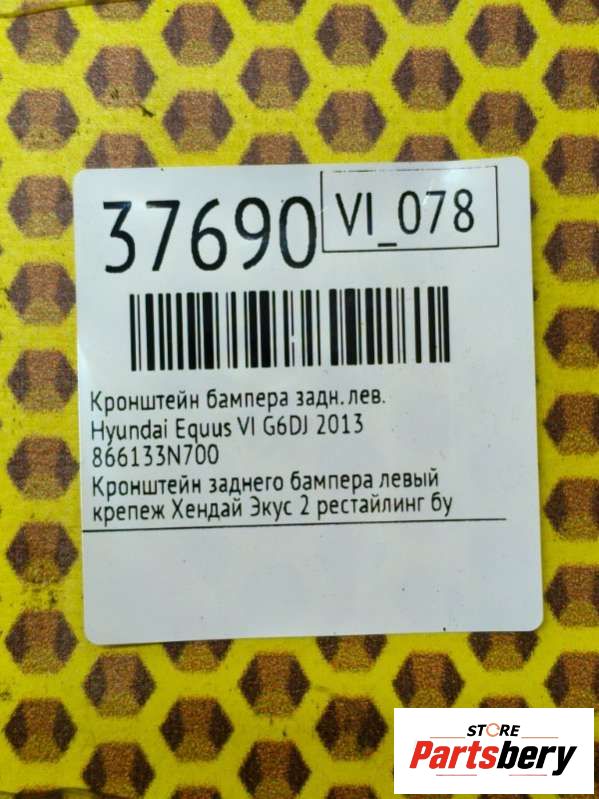 37690
VI_078
Кронштейн бампера задн. лев.
Hyundai Equus VI G6DJ 2013
866133N700
Кронштейн заднего бампера левый
крепеж Хендай Экус 2 рестайлинг бу
STORE
Partsbery